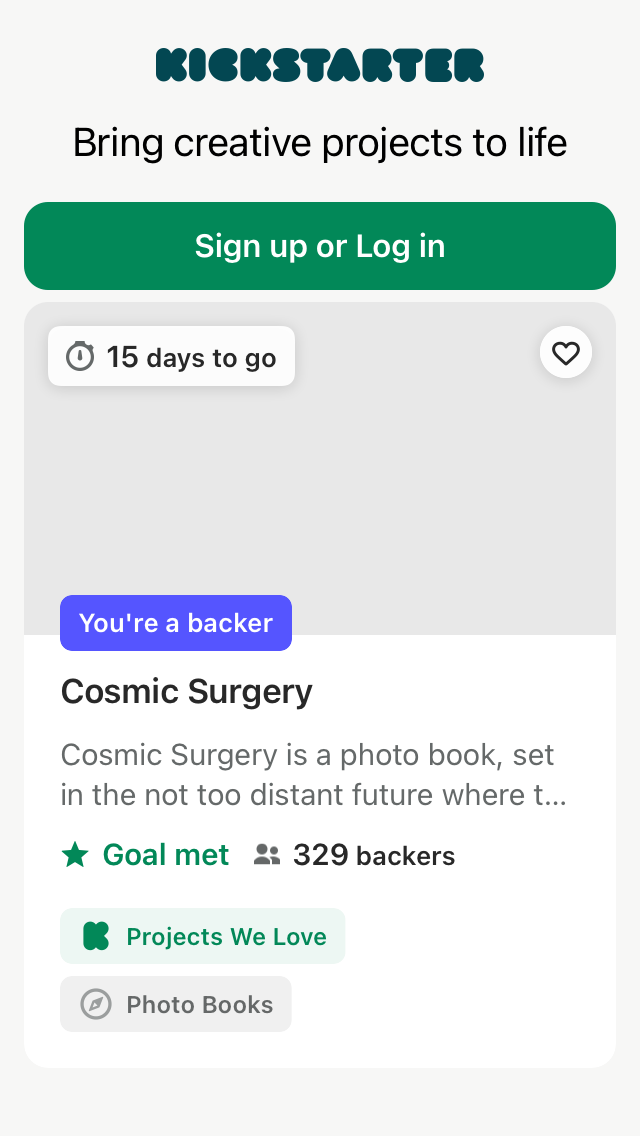 KICKSTARTER
Bring creative projects to life
Sign up or Log in
15 days to go
You're a backer
Cosmic Surgery
Cosmic Surgery is a photo book, set
in the not too distant future where t...
Goal met 329 backers
Projects We Love
Photo Books